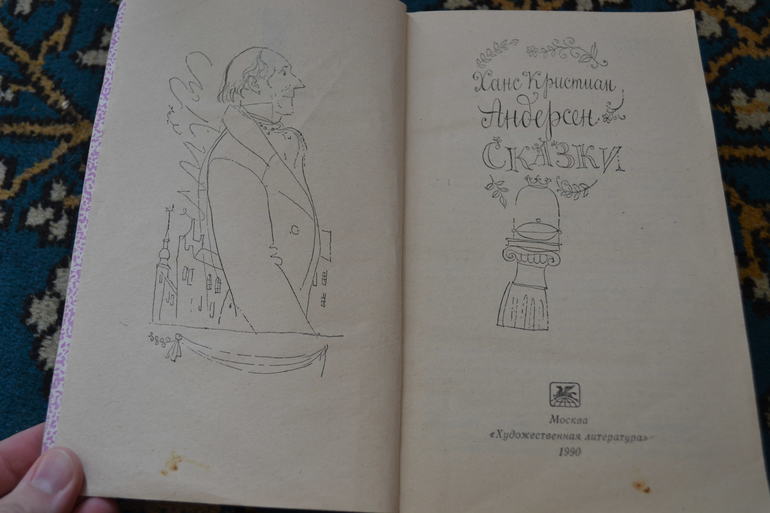 Ханс Кристиан
Андерсен
СКАЗКИ
Москва
«Художественная литература»
1990